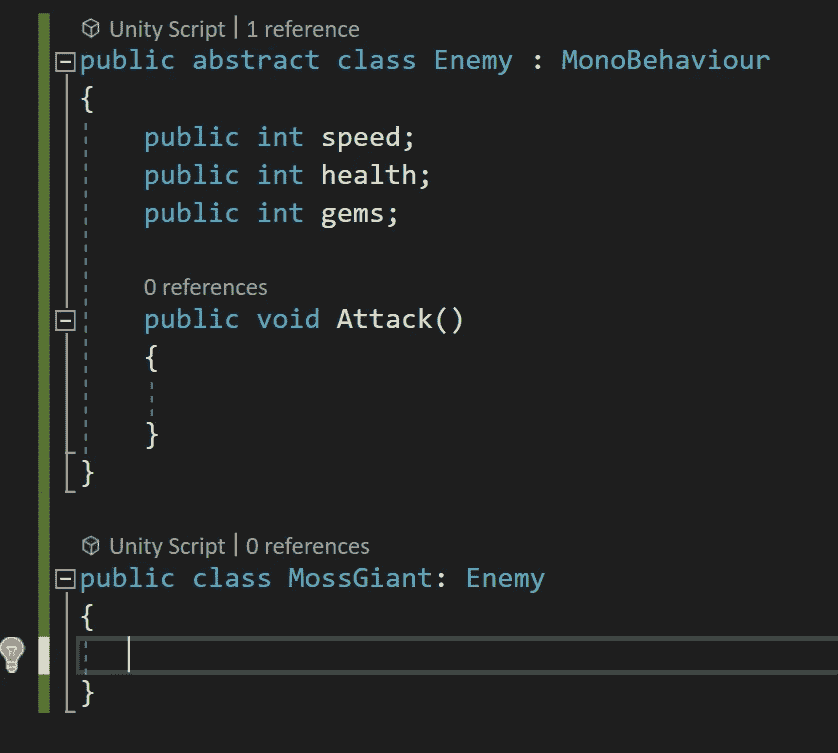 Unity Script | 1 reference
public abstract class Enemy : MonoBehaviour
{
    public int speed;
    public int health;
    public int gems;
    0 references
    public void Attack()
    {
    }
}
Unity Script | 0 references
public class MossGiant: Enemy
{
}